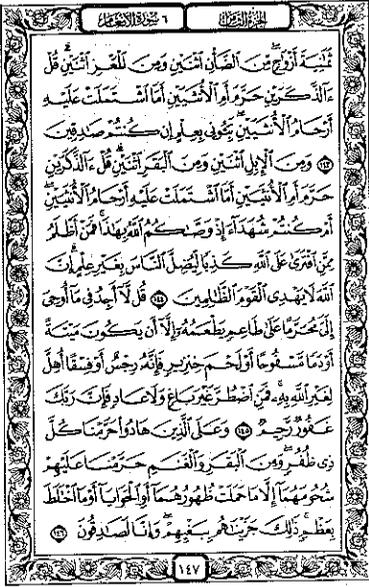 الجزء الثامن
٦ سورة الأنعام
ثَمَٰنِيَةَ أَزْوَٰجٍ مِّنَ ٱلضَّأْنِ ٱثْنَيْنِ وَمِنَ ٱلْمَعْزِ ٱثْنَيْنِ قُلْ
ءَآلذَّكَرَيْنِ حَرَّمَ أَمِ ٱلْأُنثَيَيْنِ أَمَّا ٱشْتَمَلَتْ عَلَيْهِ
أَرْحَامُ ٱلْأُنثَيَيْنِ نَبِّـُٔونِى بِعِلْمٍ إِن كُنتُمْ صَٰدِقِينَ
١٤٣ وَمِنَ ٱلْإِبِلِ ٱثْنَيْنِ وَمِنَ ٱلْبَقَرِ ٱثْنَيْنِ قُلْ ءَآلذَّكَرَيْنِ
حَرَّمَ أَمِ ٱلْأُنثَيَيْنِ أَمَّا ٱشْتَمَلَتْ عَلَيْهِ أَرْحَامُ ٱلْأُنثَيَيْنِ
أَمْ كُنتُمْ شُهَدَآءَ إِذْ وَصَّىٰكُمُ ٱللَّهُ بِهَٰذَا فَمَنْ أَظْلَمُ
مِمَّنِ ٱفْتَرَىٰ عَلَى ٱللَّهِ كَذِبًا لِّيُضِلَّ ٱلنَّاسَ بِغَيْرِ عِلْمٍ إِنَّ
ٱللَّهَ لَا يَهْدِى ٱلْقَوْمَ ٱلظَّٰلِمِينَ ١٤٤ قُل لَّآ أَجِدُ فِى مَآ أُوحِىَ
إِلَىَّ مُحَرَّمًا عَلَىٰ طَاعِمٍ يَطْعَمُهُۥٓ إِلَّآ أَن يَكُونَ مَيْتَةً
أَوْ دَمًا مَّسْفُوحًا أَوْ لَحْمَ خِنزِيرٍ فَإِنَّهُۥ رِجْسٌ أَوْ فِسْقًا أُهِلَّ
لِغَيْرِ ٱللَّهِ بِهِۦ فَمَنِ ٱضْطُرَّ غَيْرَ بَاغٍ وَلَا عَادٍ فَإِنَّ رَبَّكَ
غَفُورٌ رَّحِيمٌ ١٤٥ وَعَلَى ٱلَّذِينَ هَادُوا۟ حَرَّمْنَا كُلَّ
ذِى ظُفُرٍ وَمِنَ ٱلْبَقَرِ وَٱلْغَنَمِ حَرَّمْنَا عَلَيْهِمْ
شُحُومَهُمَآ إِلَّا مَا حَمَلَتْ ظُهُورُهُمَآ أَوِ ٱلْحَوَايَآ أَوْ مَا ٱخْتَلَطَ
بِعَظْمٍ ذَٰلِكَ جَزَيْنَٰهُم بِبَغْيِهِمْ وَإِنَّا لَصَٰدِقُونَ ١٤٦
١٤٧